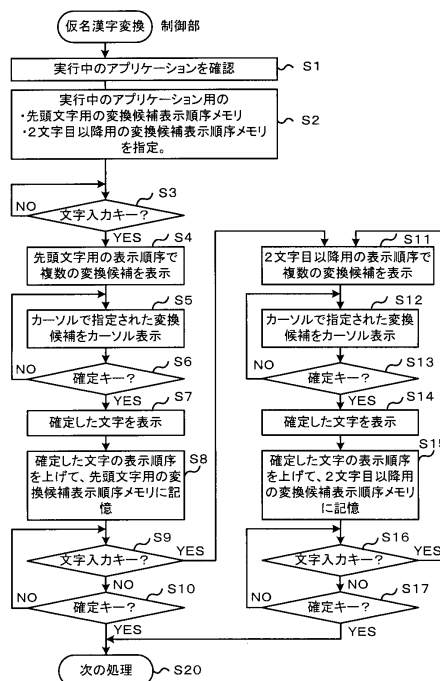 仮名漢字変換
制御部
実行中のアプリケーションを確認
S1
実行中のアプリケーション用の
・先頭文字用の変換候補表示順序メモリ
・2文字目以降用の変換候補表示順序メモリ
を指定。
S2
S3
文字入力キー?
NO
YES
S4
先頭文字用の表示順序で
複数の変換候補を表示
S5
カーソルで指定された変換
候補をカーソル表示
S6
確定キー?
NO
YES
S7
確定した文字を表示
S8
確定した文字の表示順序
を上げて、先頭文字用の変
換候補表示順序メモリに記
憶
S9
文字入力キー?
YES
NO
S10
確定キー?
NO
YES
S11
2文字目以降用の表示順序で
複数の変換候補を表示
S12
カーソルで指定された変換
候補をカーソル表示
S13
確定キー?
NO
YES
S14
確定した文字を表示
S15
確定した文字の表示順序
を上げて、2文字目以降用
の変換候補表示順序メモリ
に記憶
S16
文字入力キー?
YES
NO
S17
確定キー?
NO
YES
次の処理
S20